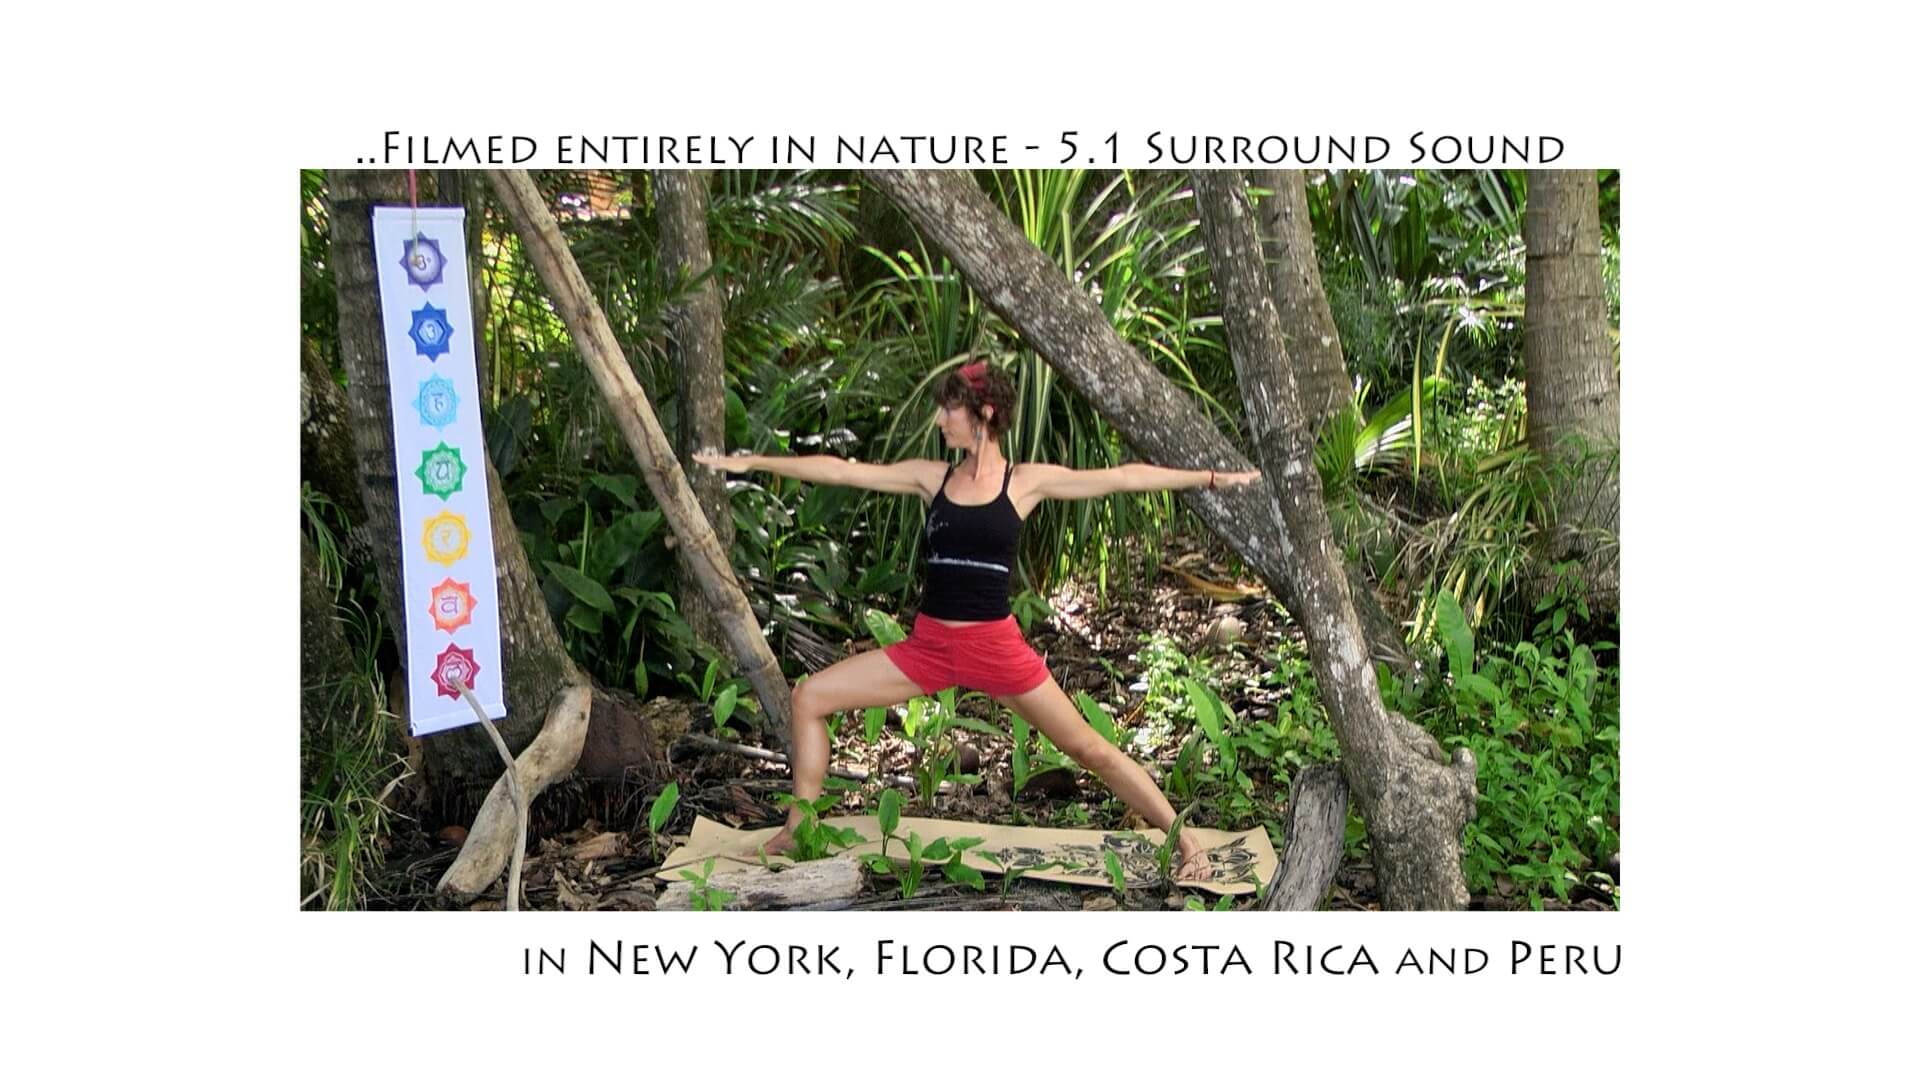 ..Filmed entirely in nature - 5.1 Surround Sound
ॐ
ॐ
हं
यं
रं
वं
लं
in New York, Florida, Costa Rica and Peru